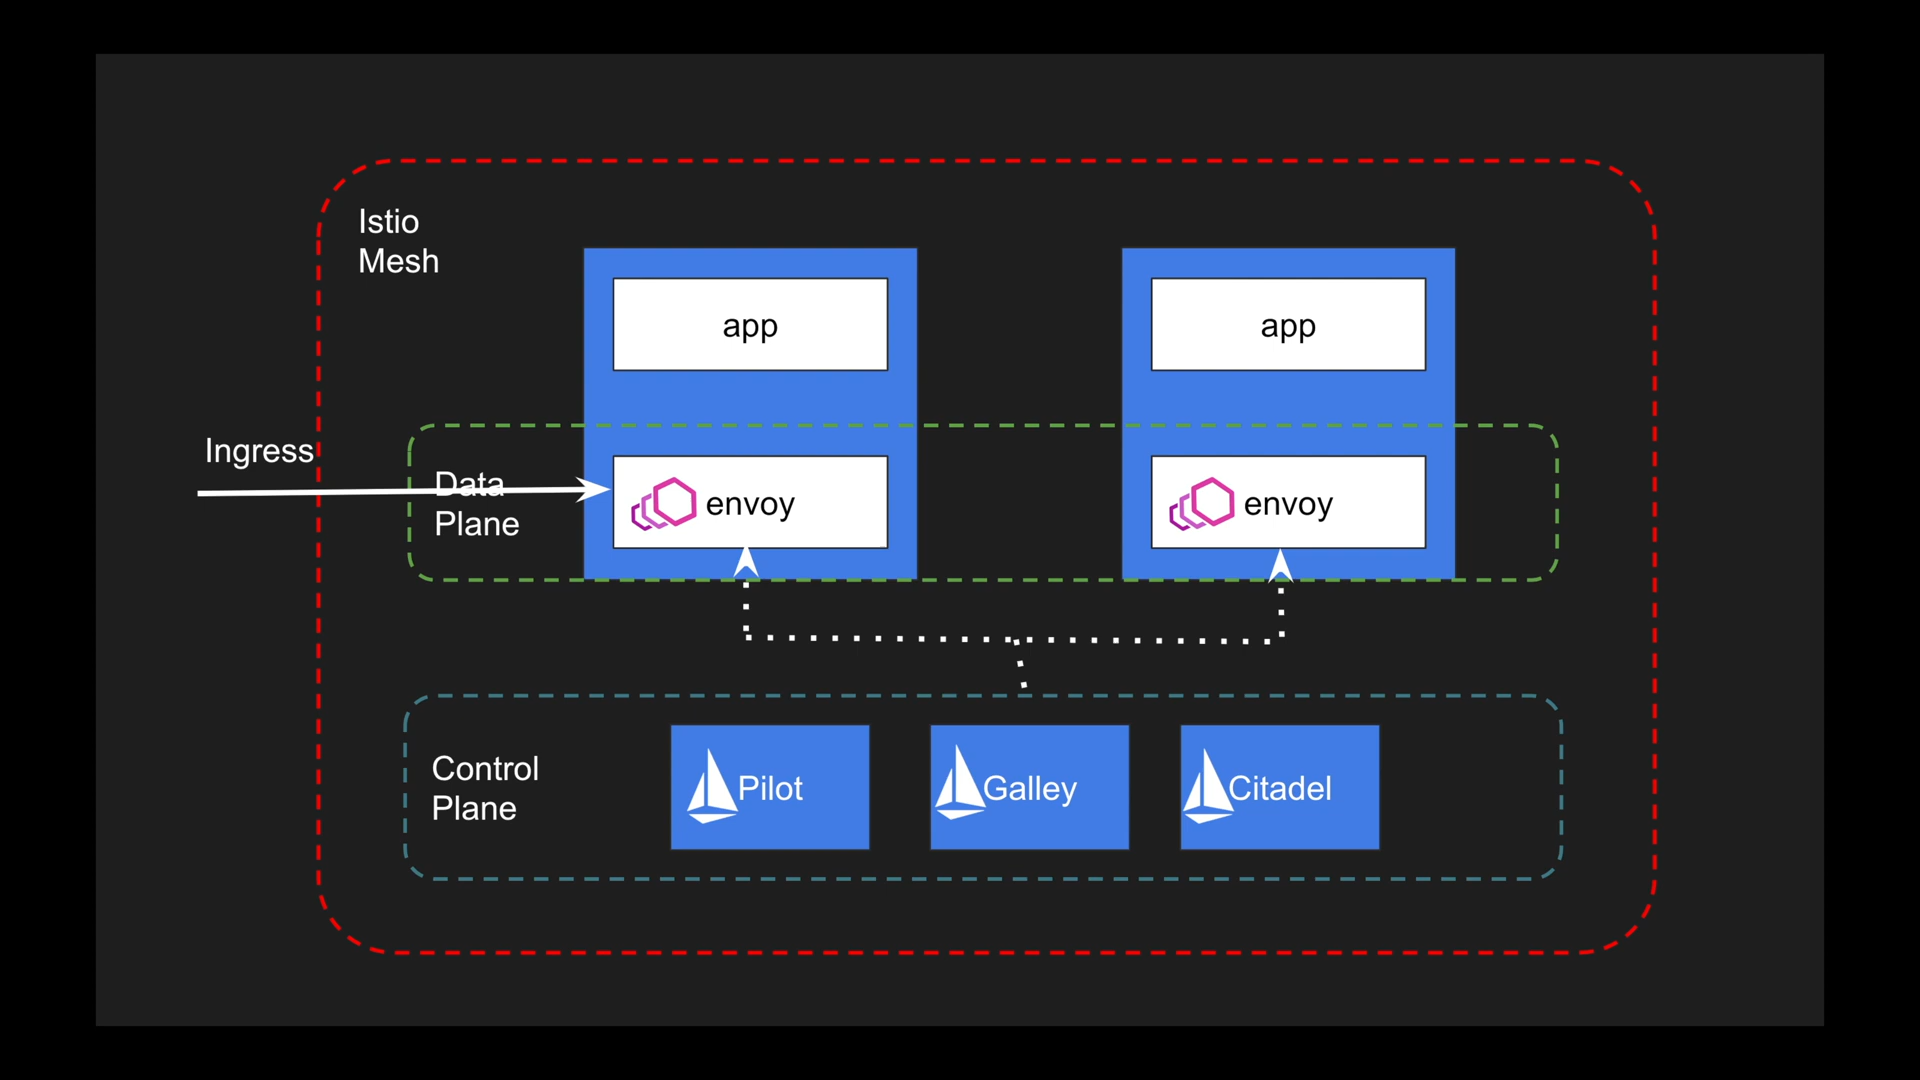 Istio
Mesh
app
app
Ingress
Data
Plane
envoy
envoy
Control
Plane
Pilot
Galley
Citadel